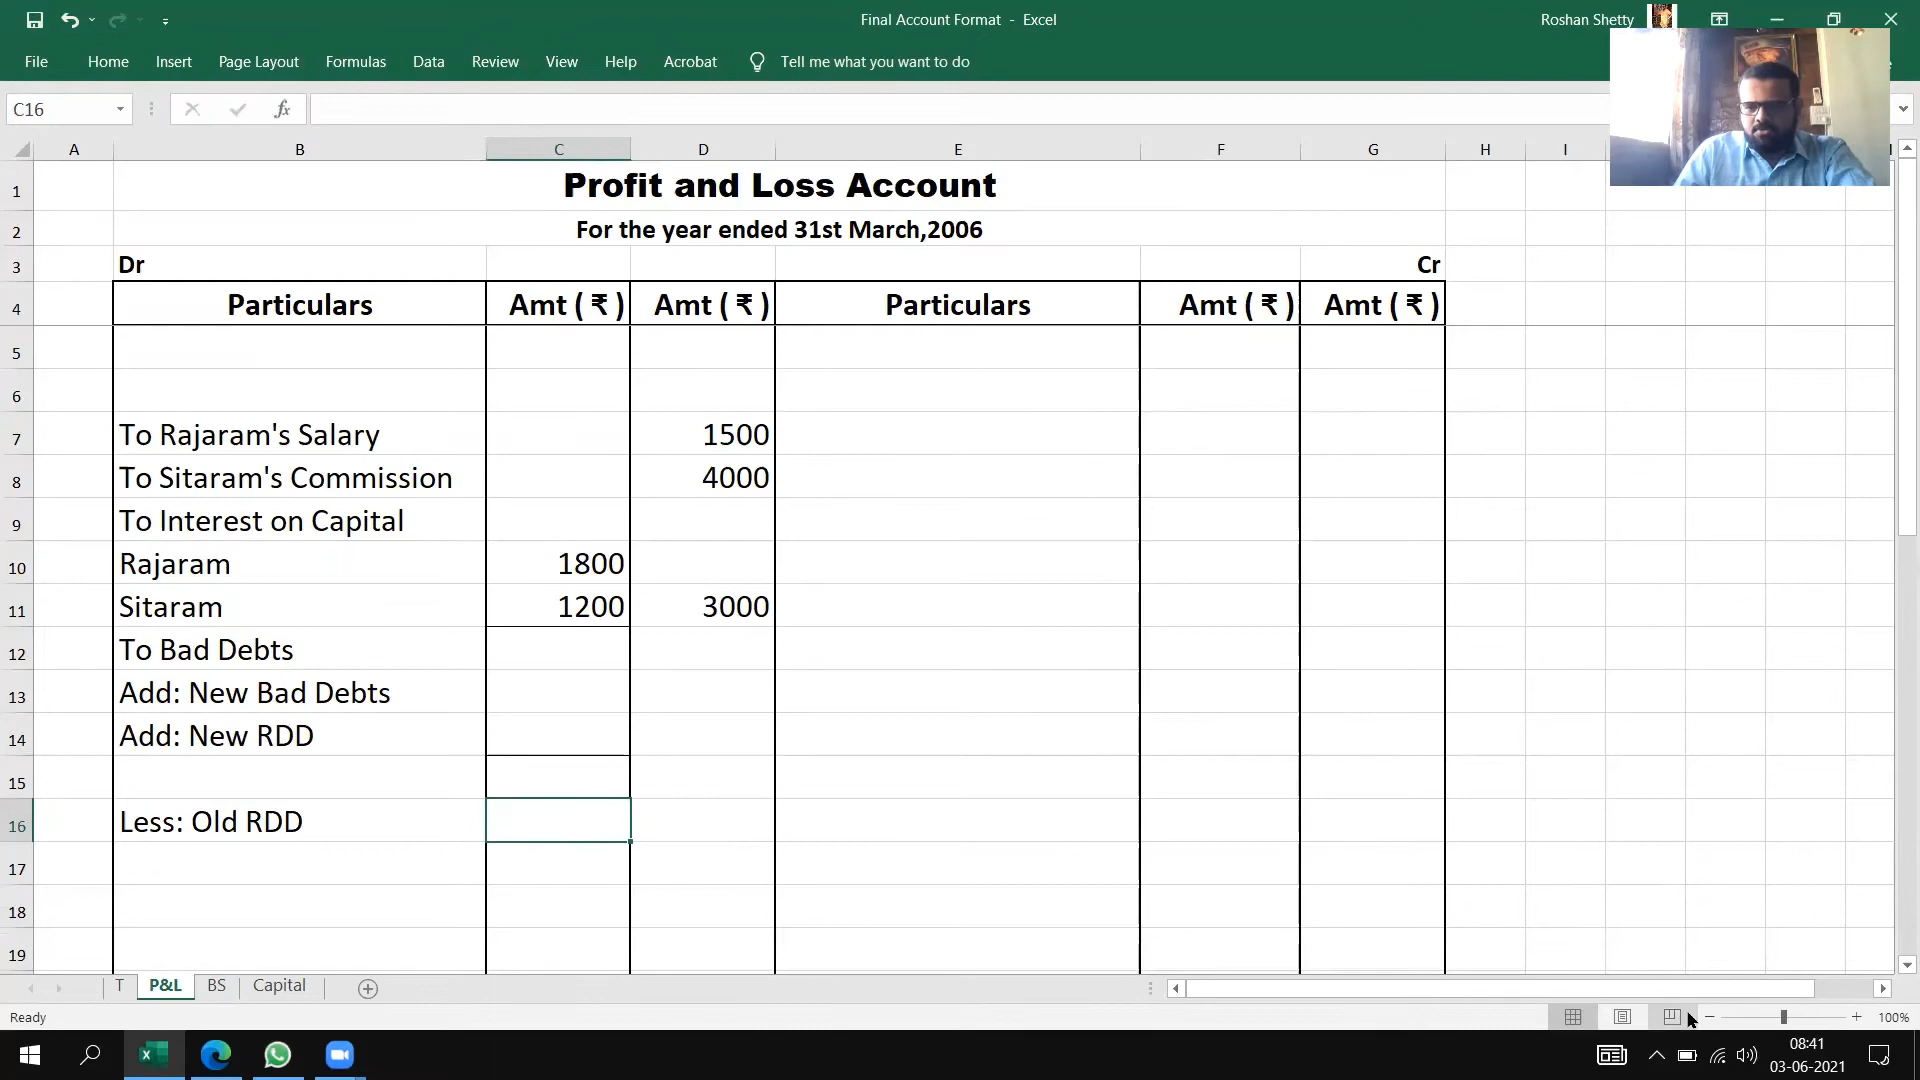 Final Account Format - Excel
Roshan Shetty
File Home Insert Page Layout Formulas Data Review View Help Acrobat Tell me what you want to do
C16 fx
A B C D E F G H I
1 Profit and Loss Account
2 For the year ended 31st March,2006
3 Dr Cr
4 Particulars Amt ( ₹ ) Amt ( ₹ ) Particulars Amt ( ₹ ) Amt ( ₹ )
5
6
7 To Rajaram's Salary 1500
8 To Sitaram's Commission 4000
9 To Interest on Capital
10 Rajaram 1800
11 Sitaram 1200 3000
12 To Bad Debts
13 Add: New Bad Debts
14 Add: New RDD
15
16 Less: Old RDD
17
18
19
T P&L BS Capital
Ready 100%
08:41
03-06-2021